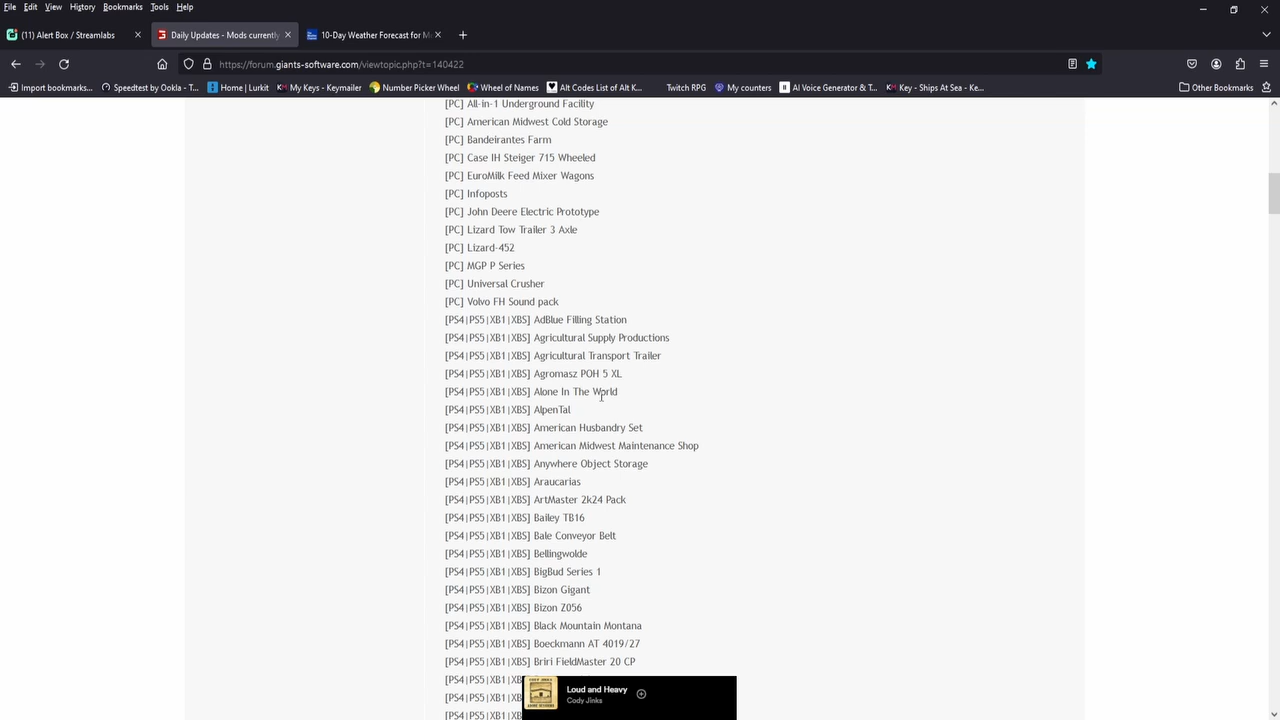 File Edit View History Bookmarks Tools Help
(11) Alert Box / Streamlabs
Daily Updates - Mods currently
10-Day Weather Forecast for M
https://forum.giants-software.com/viewtopic.php?t=140422
Import bookmarks...
Speedtest by Ookla - T...
Home | Lurkit
My Keys - Keymailer
Number Picker Wheel
Wheel of Names
Alt Codes List of Alt K...
Twitch RPG
My counters
AI Voice Generator & T...
Key - Ships At Sea - Ke...
Other Bookmarks
[PC] All-in-1 Underground Facility
[PC] American Midwest Cold Storage
[PC] Bandeirantes Farm
[PC] Case IH Steiger 715 Wheeled
[PC] EuroMilk Feed Mixer Wagons
[PC] Infoposts
[PC] John Deere Electric Prototype
[PC] Lizard Tow Trailer 3 Axle
[PC] Lizard-452
[PC] MGP P Series
[PC] Universal Crusher
[PC] Volvo FH Sound pack
[PS4|PS5|XB1|XBS] AdBlue Filling Station
[PS4|PS5|XB1|XBS] Agricultural Supply Productions
[PS4|PS5|XB1|XBS] Agricultural Transport Trailer
[PS4|PS5|XB1|XBS] Agromasz POH 5 XL
[PS4|PS5|XB1|XBS] Alone In The World
[PS4|PS5|XB1|XBS] AlpenTal
[PS4|PS5|XB1|XBS] American Husbandry Set
[PS4|PS5|XB1|XBS] American Midwest Maintenance Shop
[PS4|PS5|XB1|XBS] Anywhere Object Storage
[PS4|PS5|XB1|XBS] Araucarias
[PS4|PS5|XB1|XBS] ArtMaster 2k24 Pack
[PS4|PS5|XB1|XBS] Bailey TB16
[PS4|PS5|XB1|XBS] Bale Conveyor Belt
[PS4|PS5|XB1|XBS] Bellingwolde
[PS4|PS5|XB1|XBS] BigBud Series 1
[PS4|PS5|XB1|XBS] Bizon Gigant
[PS4|PS5|XB1|XBS] Bizon Z056
[PS4|PS5|XB1|XBS] Black Mountain Montana
[PS4|PS5|XB1|XBS] Boeckmann AT 4019/27
[PS4|PS5|XB1|XBS] Briri FieldMaster 20 CP
[PS4|PS5|XB1|XB
[PS4|PS5|XB1|XB
Loud and Heavy
Cody Jinks